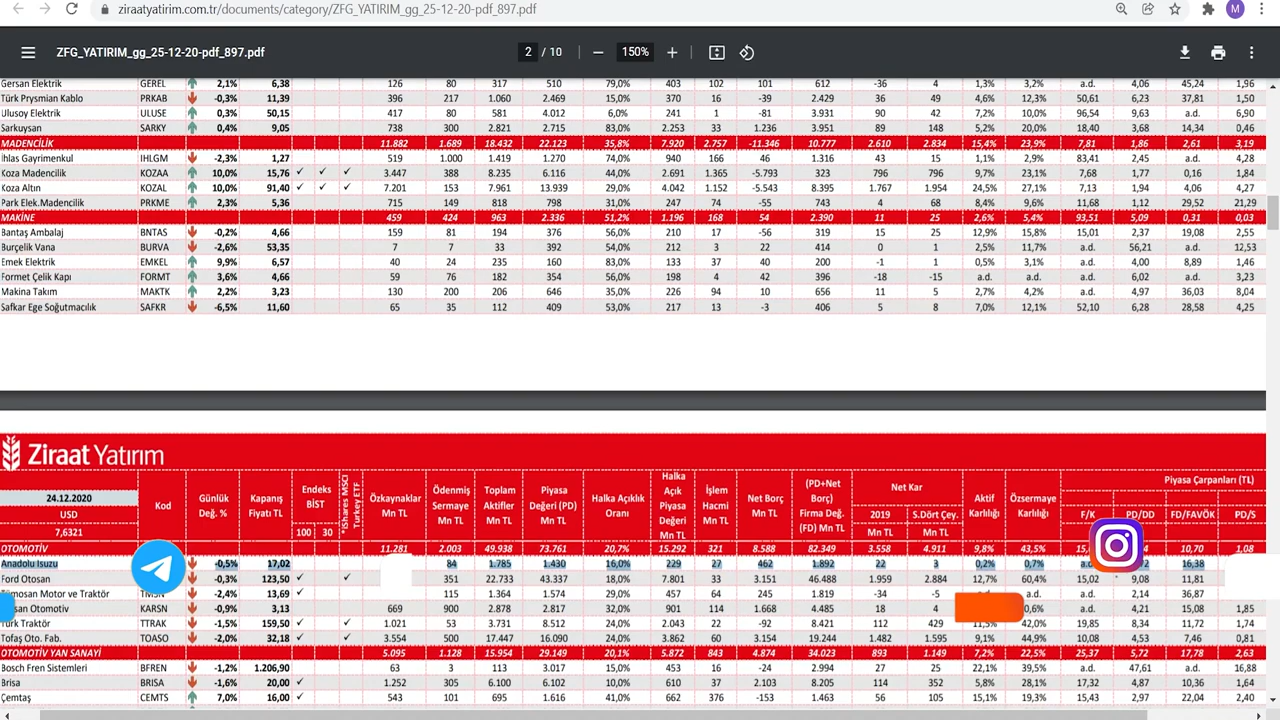 ziraatyatirim.com.tr/documents/category/ZFG_YATIRIM_gg_25-12-20-pdf_897.pdf
M
ZFG_YATIRIM_gg_25-12-20-pdf_897.pdf 2 / 10 150%
Gersan Elektrik GEREL 2,1% 6,38 126 80 317 510 79,0% 403 102 101 612 -36 4 1,3% 3,2% a.d. 4,06 45,24 1,96
Türk Prysmian Kablo PRKAB -0,3% 11,39 396 217 1.060 2.469 15,0% 370 16 -39 2.429 36 49 4,6% 12,3% 50,61 6,23 37,81 1,50
Ulusoy Elektrik ULUSE 0,3% 50,15 417 80 581 4.012 6,0% 241 1 -81 3.931 90 42 7,2% 10,0% 96,54 9,63 a.d. 6,90
Sarkuysan SARKY 0,4% 9,05 738 300 2.821 2.715 83,0% 2.253 33 1.236 3.951 89 148 5,2% 20,0% 18,40 3,68 14,34 0,46
MADENCİLİK 11.882 1.689 18.432 22.123 35,8% 7.920 2.757 -11.346 10.777 2.610 2.834 15,4% 23,9% 7,81 1,86 2,61 3,19
İhlas Gayrimenkul IHLGM -2,3% 1,27 519 1.000 1.419 1.270 74,0% 940 166 46 1.316 43 15 1,1% 2,9% 83,41 2,45 a.d. 4,28
Koza Madencilik KOZAA 10,0% 15,76 ✓ ✓ ✓ 3.447 388 8.235 6.116 44,0% 2.691 1.365 -5.793 323 796 796 9,7% 23,1% 7,68 1,77 0,16 1,84
Koza Altın KOZAL 10,0% 91,40 ✓ ✓ ✓ 7.201 153 7.961 13.939 29,0% 4.042 1.152 -5.543 8.395 1.767 1.954 24,5% 27,1% 7,13 1,94 4,06 4,27
Park Elek.Madencilik PRKME 2,3% 5,36 715 149 818 798 31,0% 247 74 -55 743 4 68 8,4% 9,6% 11,68 1,12 29,52 21,29
MAKİNE 459 424 963 2.336 51,2% 1.196 168 54 2.390 11 25 2,6% 5,4% 93,51 5,09 0,31 0,03
Bantaş Ambalaj BNTAS -0,2% 4,66 159 81 194 376 56,0% 210 17 -56 319 15 22 12,9% 15,8% 15,01 2,37 19,08 2,55
Burçelik Vana BURVA -2,6% 53,35 7 7 33 392 54,0% 212 3 22 414 0 1 2,5% 11,7% a.d. 56,21 a.d. 12,53
Emek Elektrik EMKEL 9,9% 6,57 40 24 235 160 83,0% 133 37 40 200 -1 1 0,5% 3,1% a.d. 4,00 8,89 1,46
Formet Çelik Kapı FORMT 3,6% 4,66 59 76 182 354 56,0% 198 4 42 396 -18 -15 a.d. a.d. a.d. 6,02 a.d. 3,23
Makina Takım MAKTK 2,2% 3,23 130 200 206 646 35,0% 226 94 10 656 11 5 2,7% 4,2% a.d. 4,97 36,03 8,04
Safkar Ege Soğutmacılık SAFKR -6,5% 11,60 65 35 112 409 53,0% 217 13 -3 406 5 8 7,0% 12,1% 52,10 6,28 28,58 4,25
Ziraat Yatırım
24.12.2020
USD
7,6321
Kod
Günlük Değ. %
Kapanış Fiyatı TL
Endeks BİST
100 30
*iShares MSCI Turkey ETF
Özkaynaklar Mn TL
Ödenmiş Sermaye Mn TL
Toplam Aktifler Mn TL
Piyasa Değeri (PD) Mn TL
Halka Açıklık Oranı
Halka Açık Piyasa Değeri Mn TL
İşlem Hacmi Mn TL
Net Borç Mn TL
(PD+Net Borç) Firma Değ. (FD) Mn TL
Net Kar
2019 Mn TL
S.Dört Çey. Mn TL
Aktif Karlılığı
Özsermaye Karlılığı
Piyasa Çarpanları (TL)
F/K PD/DD FD/FAVÖK PD/S
OTOMOTİV 11.281 2.003 49.938 73.761 20,7% 15.292 321 8.588 82.349 3.558 4.911 9,8% 43,5% 15, 10,70 1,08
Anadolu Isuzu -0,5% 17,02 84 1.785 1.430 16,0% 229 27 462 1.892 22 3 0,2% 0,7% 16,38
Ford Otosan -0,3% 123,50 ✓ ✓ 351 22.733 43.337 18,0% 7.801 33 3.151 46.488 1.959 2.884 12,7% 60,4% 15,02 9,08 11,81
Tümosan Motor ve Traktör -2,4% 13,69 ✓ 115 1.364 1.574 29,0% 457 64 245 1.819 -34 -5 a.d. 2,14 36,87
san Otomotiv KARSN -0,9% 3,13 669 900 2.878 2.817 32,0% 901 114 1.668 4.485 18 4 0,6% a.d. 4,21 15,08 1,85
Türk Traktör TTRAK -1,5% 159,50 ✓ ✓ 1.021 53 3.731 8.512 24,0% 2.043 22 -92 8.421 112 429 11,5% 42,0% 19,85 8,34 11,72 1,74
Tofaş Oto. Fab. TOASO -2,0% 32,18 ✓ ✓ 3.554 500 17.447 16.090 24,0% 3.862 60 3.154 19.244 1.482 1.595 9,1% 44,9% 10,08 4,53 7,46 0,81
OTOMOTİV YAN SANAYİ 5.095 1.128 15.954 29.149 20,1% 5.872 843 4.874 34.023 893 1.149 7,2% 22,5% 25,37 5,72 17,78 2,63
Bosch Fren Sistemleri BFREN -1,2% 1.206,90 63 3 113 3.017 15,0% 453 16 -24 2.994 27 25 22,1% 39,5% a.d. 47,61 a.d. 16,88
Brisa BRISA -1,6% 20,00 ✓ 1.252 305 6.100 6.102 10,0% 610 37 2.103 8.205 114 352 5,8% 28,1% 17,32 4,87 10,36 1,64
Çemtaş CEMTS 7,0% 16,00 ✓ 543 101 695 1.616 41,0% 662 376 -153 1.463 56 105 15,1% 19,3% 15,43 2,97 22,04 2,40